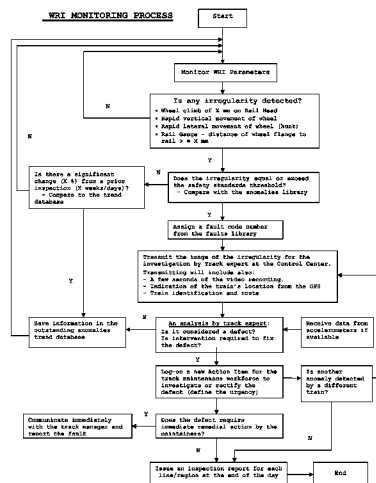 WRI MONITORING PROCESS
Start
Monitor WRI Parameters
Is any irregularity detected?
• Wheel climb of X mm on Rail Head
• Rapid vertical movement of wheel
• Rapid lateral movement of wheel (hunt)
• Rail Gauge - distance of wheel flange to
rail > = X mm
N
Y
N
Is there a significant
change (X %) from a prior
inspection (X weeks/days)?
- Compare to the trend
database
N
Does the irregularity equal or exceed
the safety standards threshold?
- Compare with the anomalies library
Y
Assign a fault code
number from the
faults library
Transmit the image of the irregularity for the
investigation by track expert at the Control Center.
Transmitting will include also:
- A few seconds of the video recording.
- Indication of the train's location from the GPS
- Train identification and route
Y
Save information in the
outstanding anomalies
trend database
N
An analysis by track expert:
Is it considered a defect?
Is intervention required to fix
the defect?
Receive data from
accelerometers if
available
Y
Log-on a new Action Item for the
track maintenance workforce to
investigate or rectify the
defect (define the urgency)
Is another
anomaly detected
by a different
train?
Y
Communicate immediately
with the track manager and
report the fault
Y
Does the defect require
immediate remedial action by the
maintainers?
N
N
Issue an inspection report for each
line/region at the end of the day
End